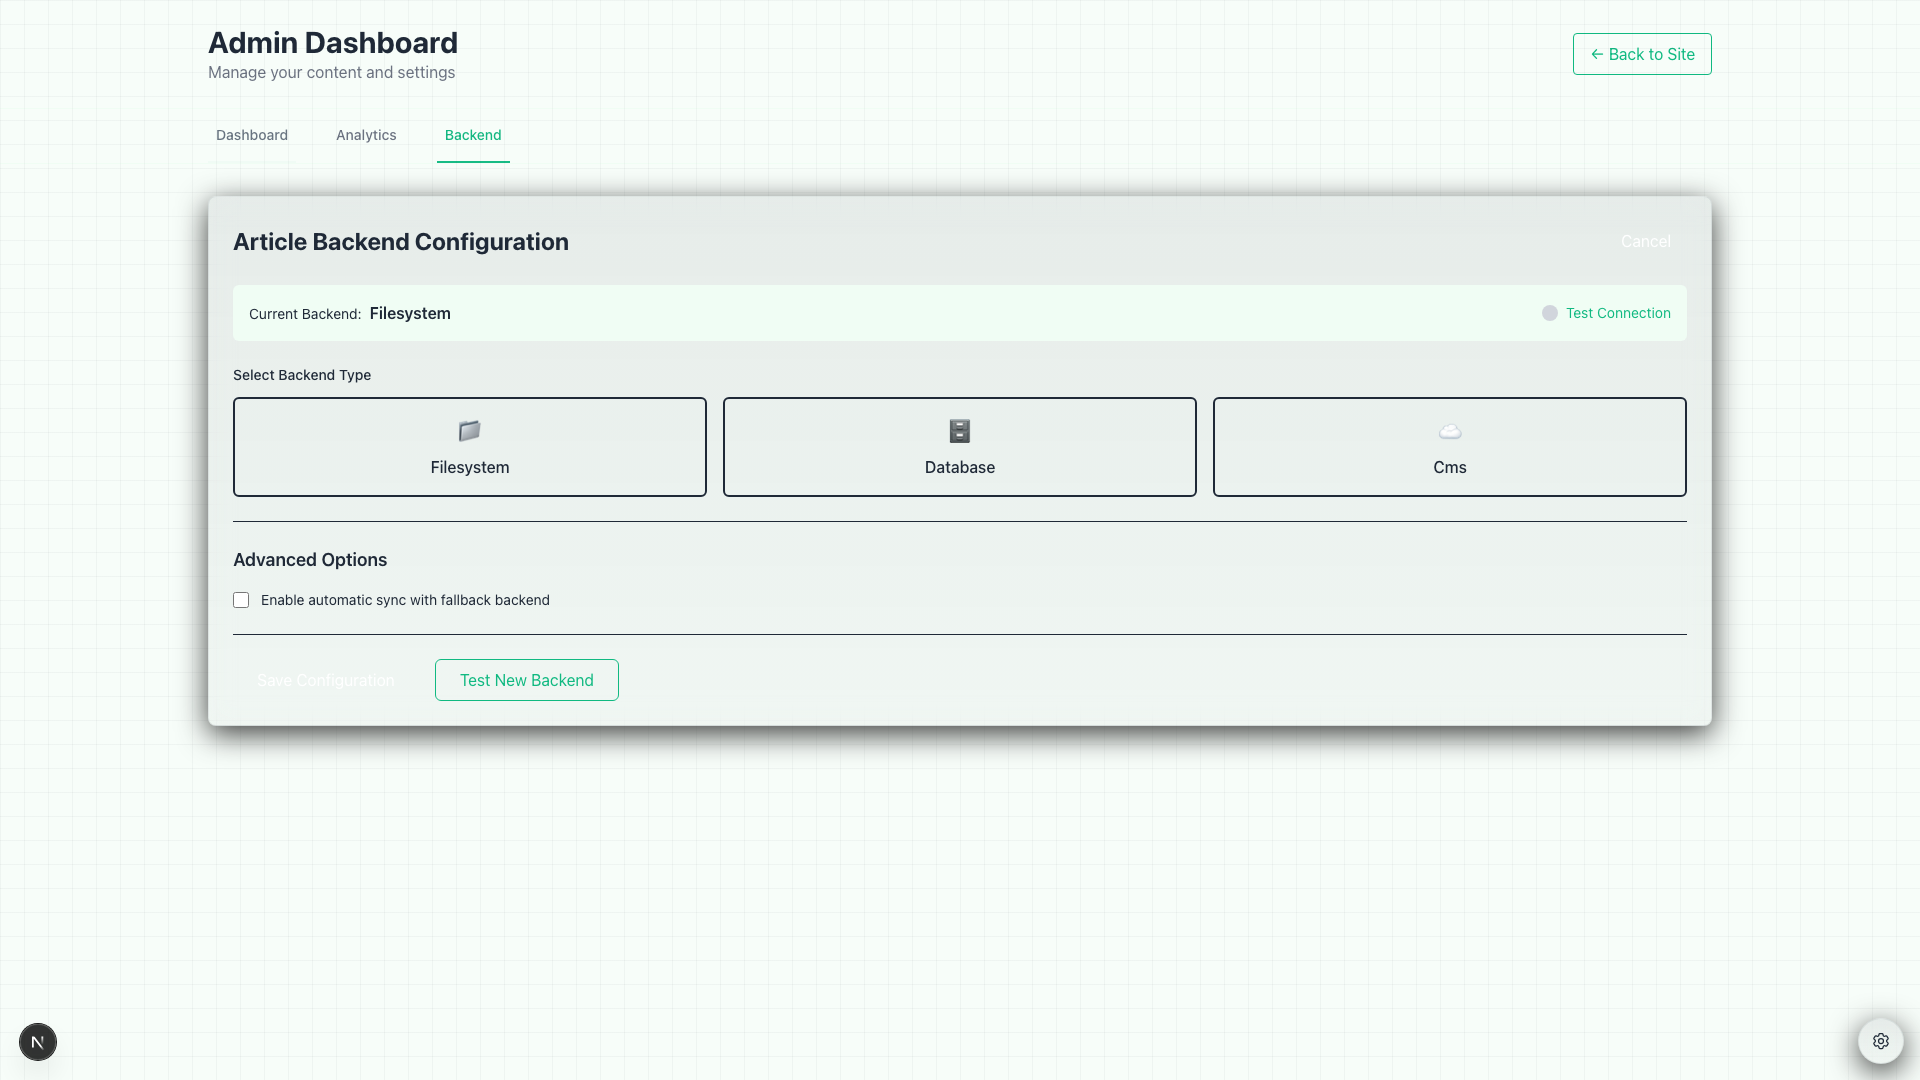 Admin Dashboard
Manage your content and settings
← Back to Site
Dashboard
Analytics
Backend
Article Backend Configuration
Cancel
Current Backend: Filesystem
Test Connection
Select Backend Type
Filesystem
Database
Cms
Advanced Options
Enable automatic sync with fallback backend
Save Configuration
Test New Backend
N